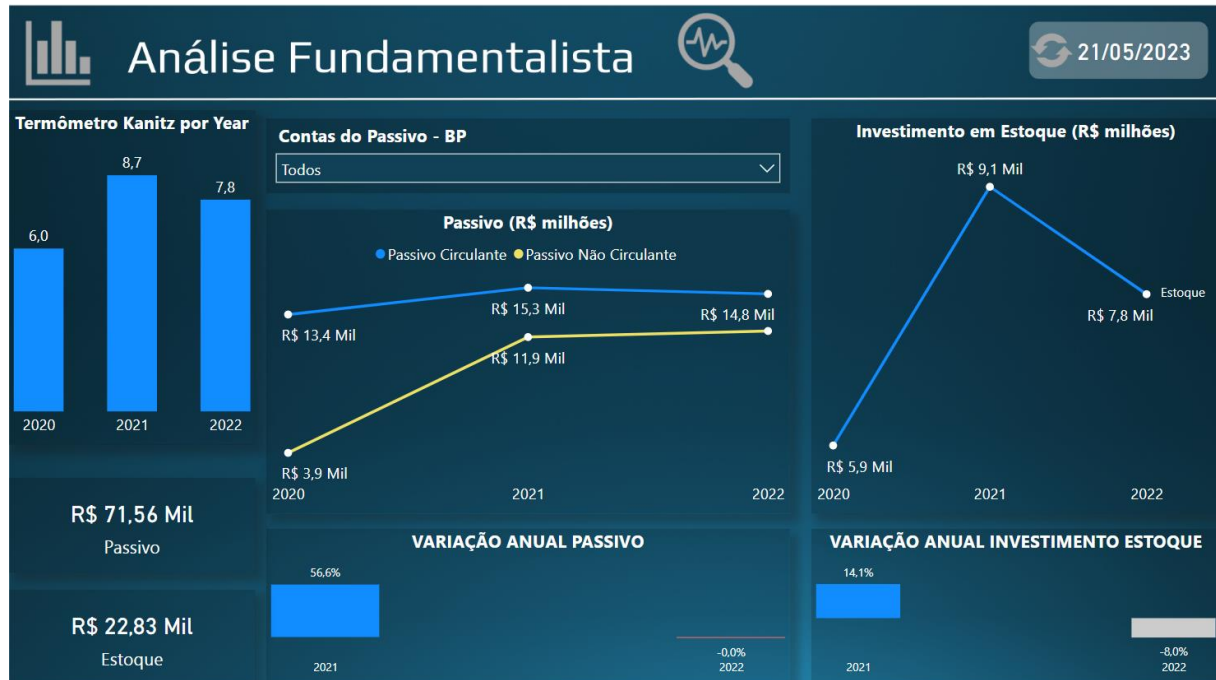 Análise Fundamentalista
21/05/2023
Termômetro Kanitz por Year
8,7
7,8
6,0
2020 2021 2022
R$ 71,56 Mil
Passivo
R$ 22,83 Mil
Estoque
Contas do Passivo - BP
Todos
Passivo (R$ milhões)
Passivo Circulante Passivo Não Circulante
R$ 13,4 Mil
R$ 15,3 Mil
R$ 14,8 Mil
R$ 11,9 Mil
R$ 3,9 Mil
2020 2021 2022
VARIAÇÃO ANUAL PASSIVO
56,6%
-0,0%
2021 2022
Investimento em Estoque (R$ milhões)
R$ 9,1 Mil
Estoque
R$ 7,8 Mil
R$ 5,9 Mil
2020 2021 2022
VARIAÇÃO ANUAL INVESTIMENTO ESTOQUE
14,1%
-8,0%
2021 2022